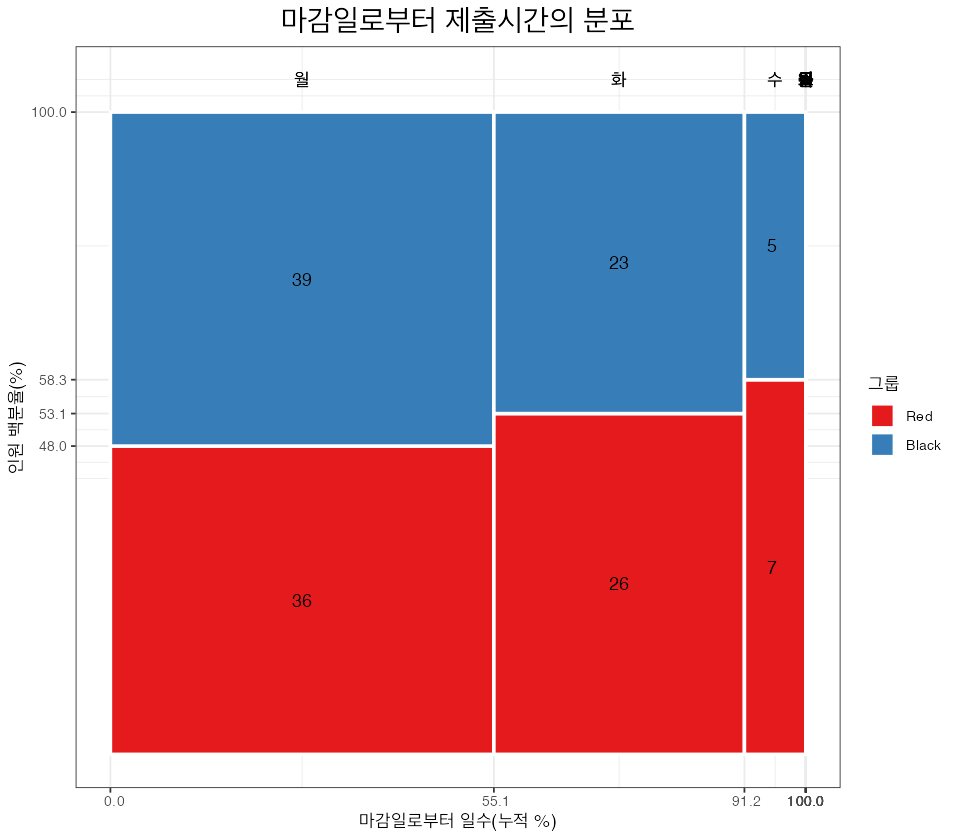 마감일로부터 제출시간의 분포
월 화 수
100.0
39 23 5
58.3
53.1
48.0
36 26 7
인원 백분율(%)
그룹
Red
Black
0.0 55.1 91.2 100.0
마감일로부터 일수(누적 %)